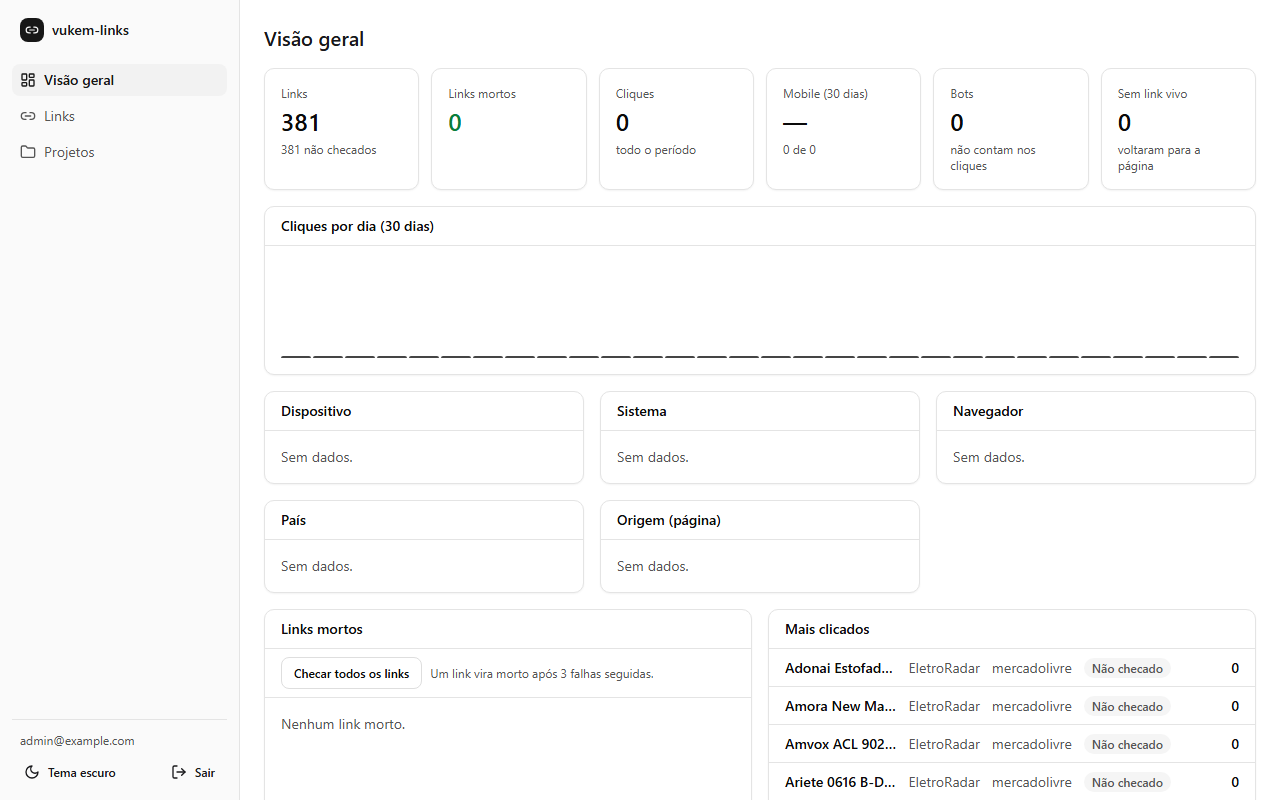 vukem-links
Visão geral
Links
Projetos
admin@example.com
Tema escuro
Sair
Visão geral
Links
381
381 não checados
Links mortos
0
Cliques
0
todo o período
Mobile (30 dias)
—
0 de 0
Bots
0
não contam nos
cliques
Sem link vivo
0
voltaram para a
página
Cliques por dia (30 dias)
Dispositivo
Sem dados.
Sistema
Sem dados.
Navegador
Sem dados.
País
Sem dados.
Origem (página)
Sem dados.
Links mortos
Checar todos os links Um link vira morto após 3 falhas seguidas.
Nenhum link morto.
Mais clicados
Adonai Estofad... EletroRadar mercadolivre Não checado 0
Amora New Ma... EletroRadar mercadolivre Não checado 0
Amvox ACL 902... EletroRadar mercadolivre Não checado 0
Ariete 0616 B-D... EletroRadar mercadolivre Não checado 0